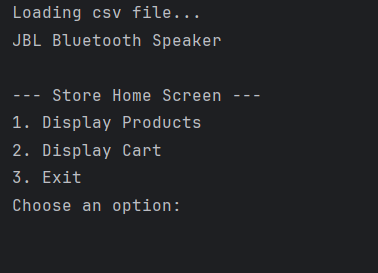 Loading csv file...
JBL Bluetooth Speaker
--- Store Home Screen ---
1. Display Products
2. Display Cart
3. Exit
Choose an option: